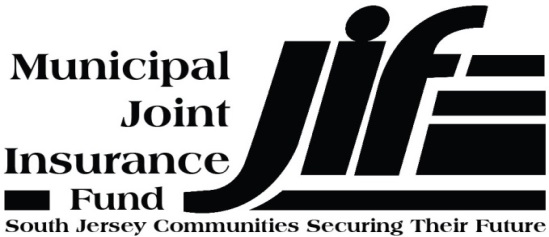 Municipal
Joint
Insurance
Fund
jif
South Jersey Communities Securing Their Future